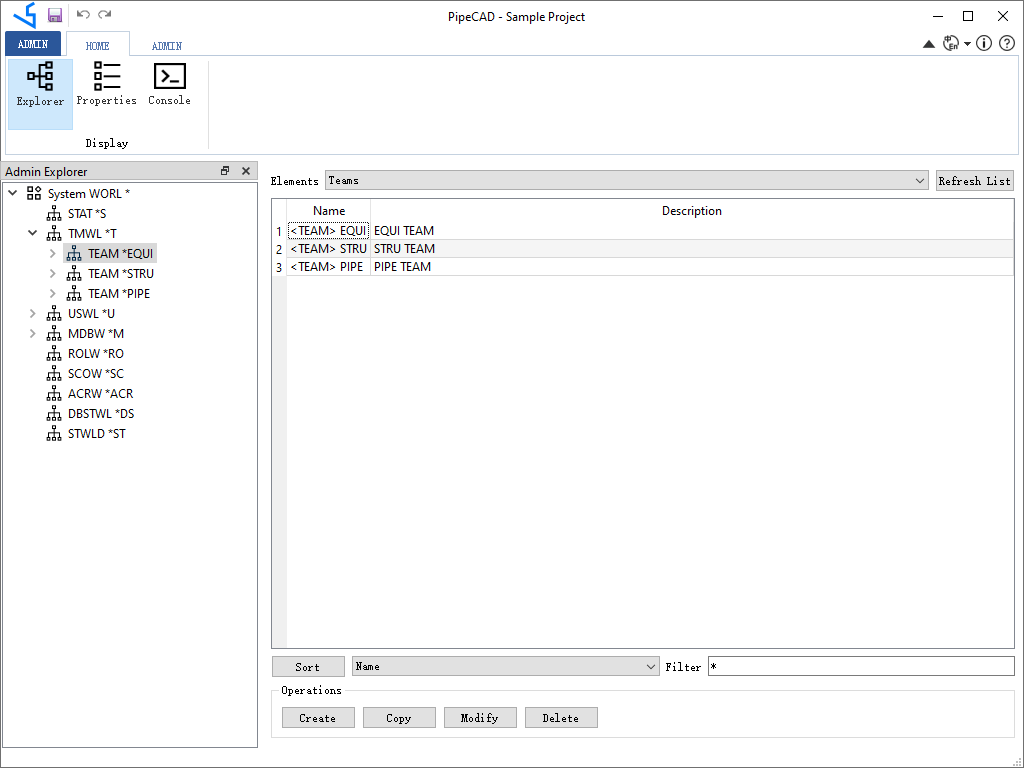 PipeCAD - Sample Project
ADMIN HOME ADMIN
Explorer Properties Console
Display
Admin Explorer
System WORL *
STAT *S
TMWL *T
TEAM *EQUI
TEAM *STRU
TEAM *PIPE
USWL *U
MDBW *M
ROLW *RO
SCOW *SC
ACRW *ACR
DBSTWL *DS
STWLD *ST
Elements Teams Refresh List
Name Description
1 <TEAM> EQUI EQUI TEAM
2 <TEAM> STRU STRU TEAM
3 <TEAM> PIPE PIPE TEAM
Sort Name Filter *
Operations
Create Copy Modify Delete